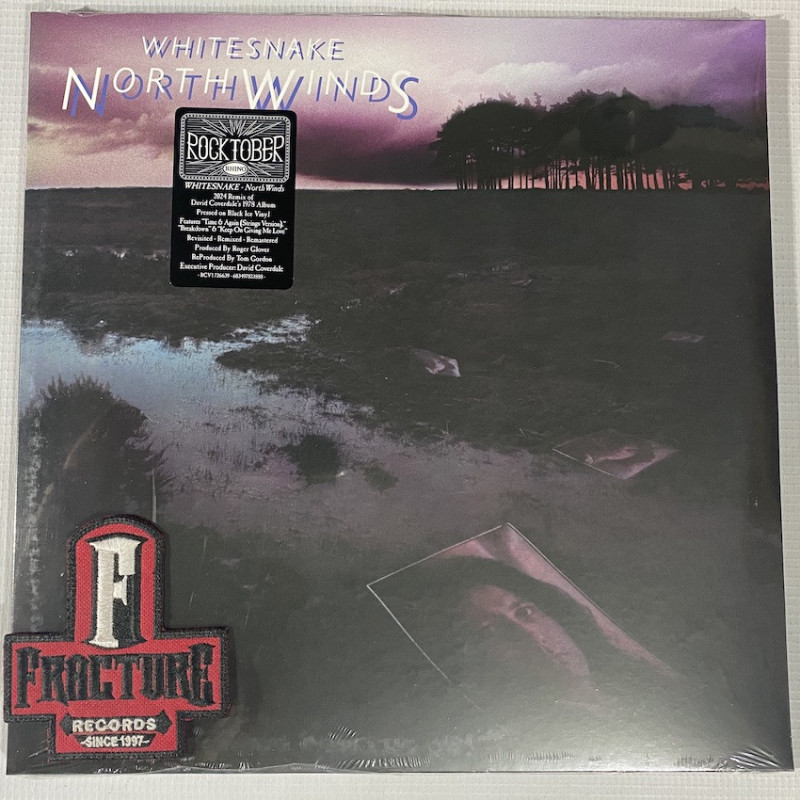 WHITESNAKE
NORTHWINDS
ROCKTOBER
RHINO
WHITESNAKE - NorthWinds
2024 Remix of
David Coverdale's 1978 Album
Pressed on Black Ice Vinyl
Features "Time & Again (Strings Version),"
"Breakdown" & "Keep On Giving Me Love"
Revisited - Remixed - Remastered
Produced By Roger Glover
ReProduced By Tom Gordon
Executive Producer: David Coverdale
F
FRACTURE
RECORDS
-SINCE 1997-